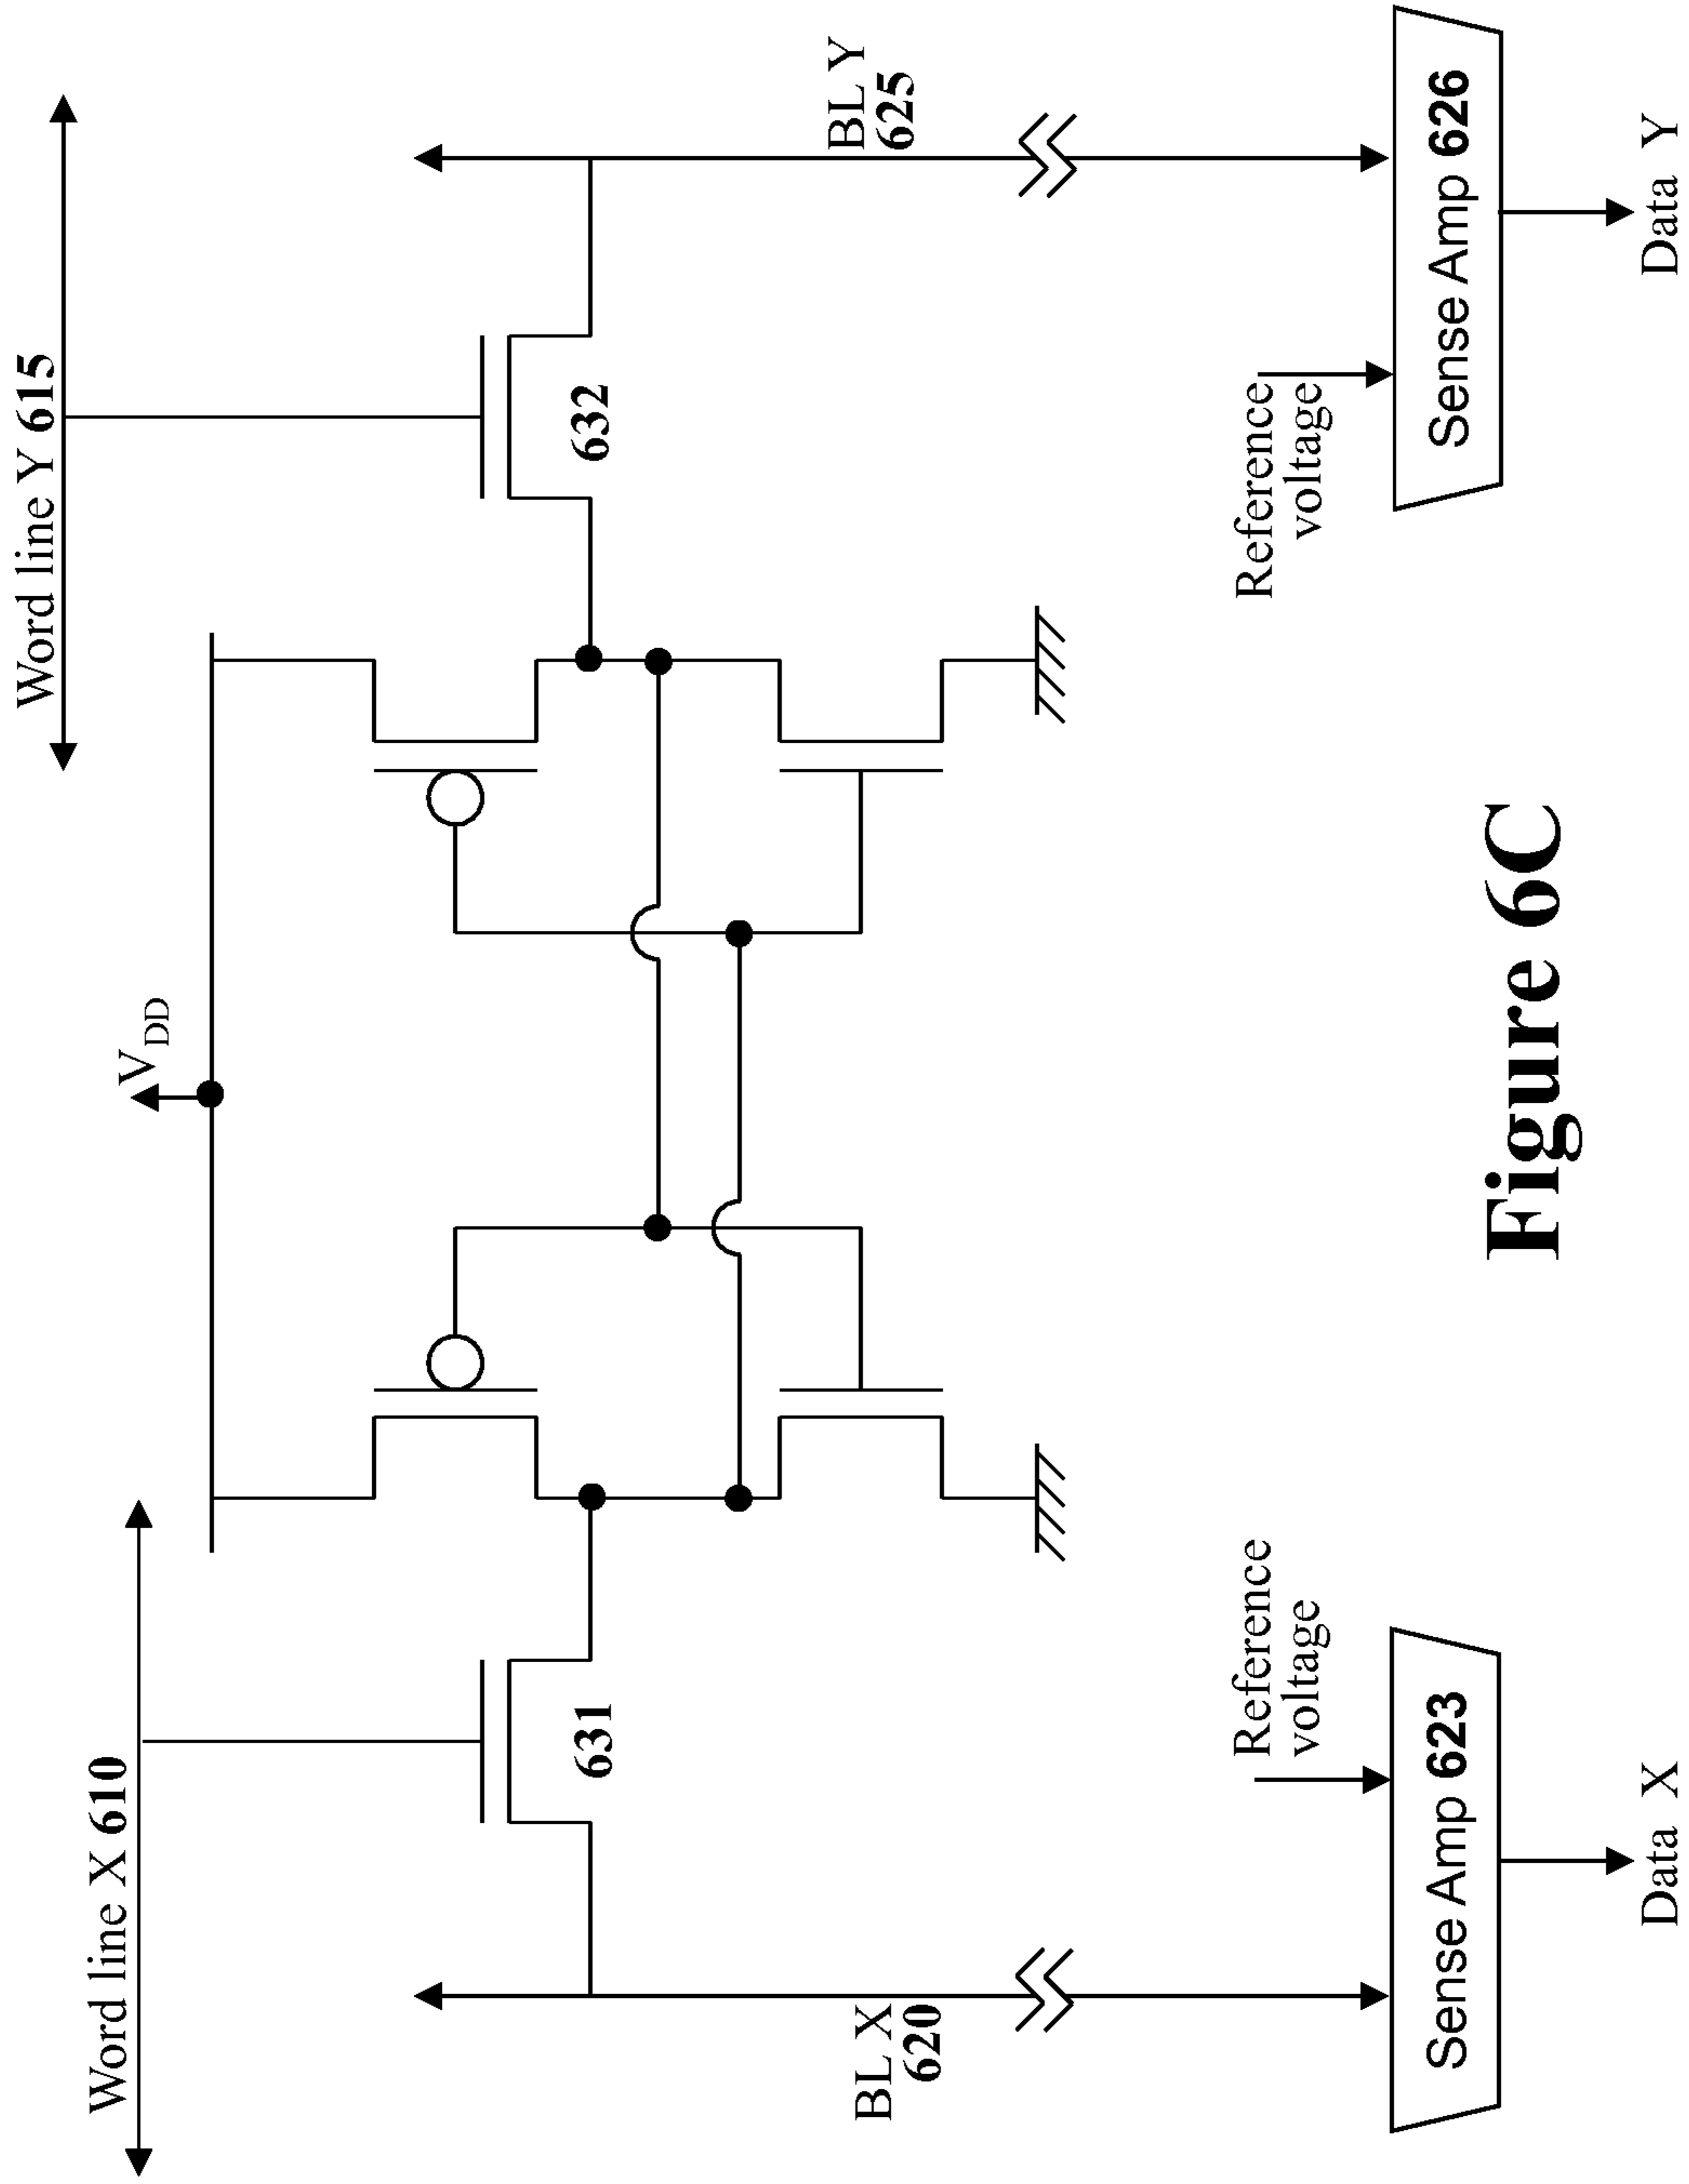 Word line Y 615
Word line X 610
VDD
631
632
BL X
620
BL Y
625
Reference
voltage
Reference
voltage
Sense Amp 623
Sense Amp 626
Data X
Data Y
Figure 6C